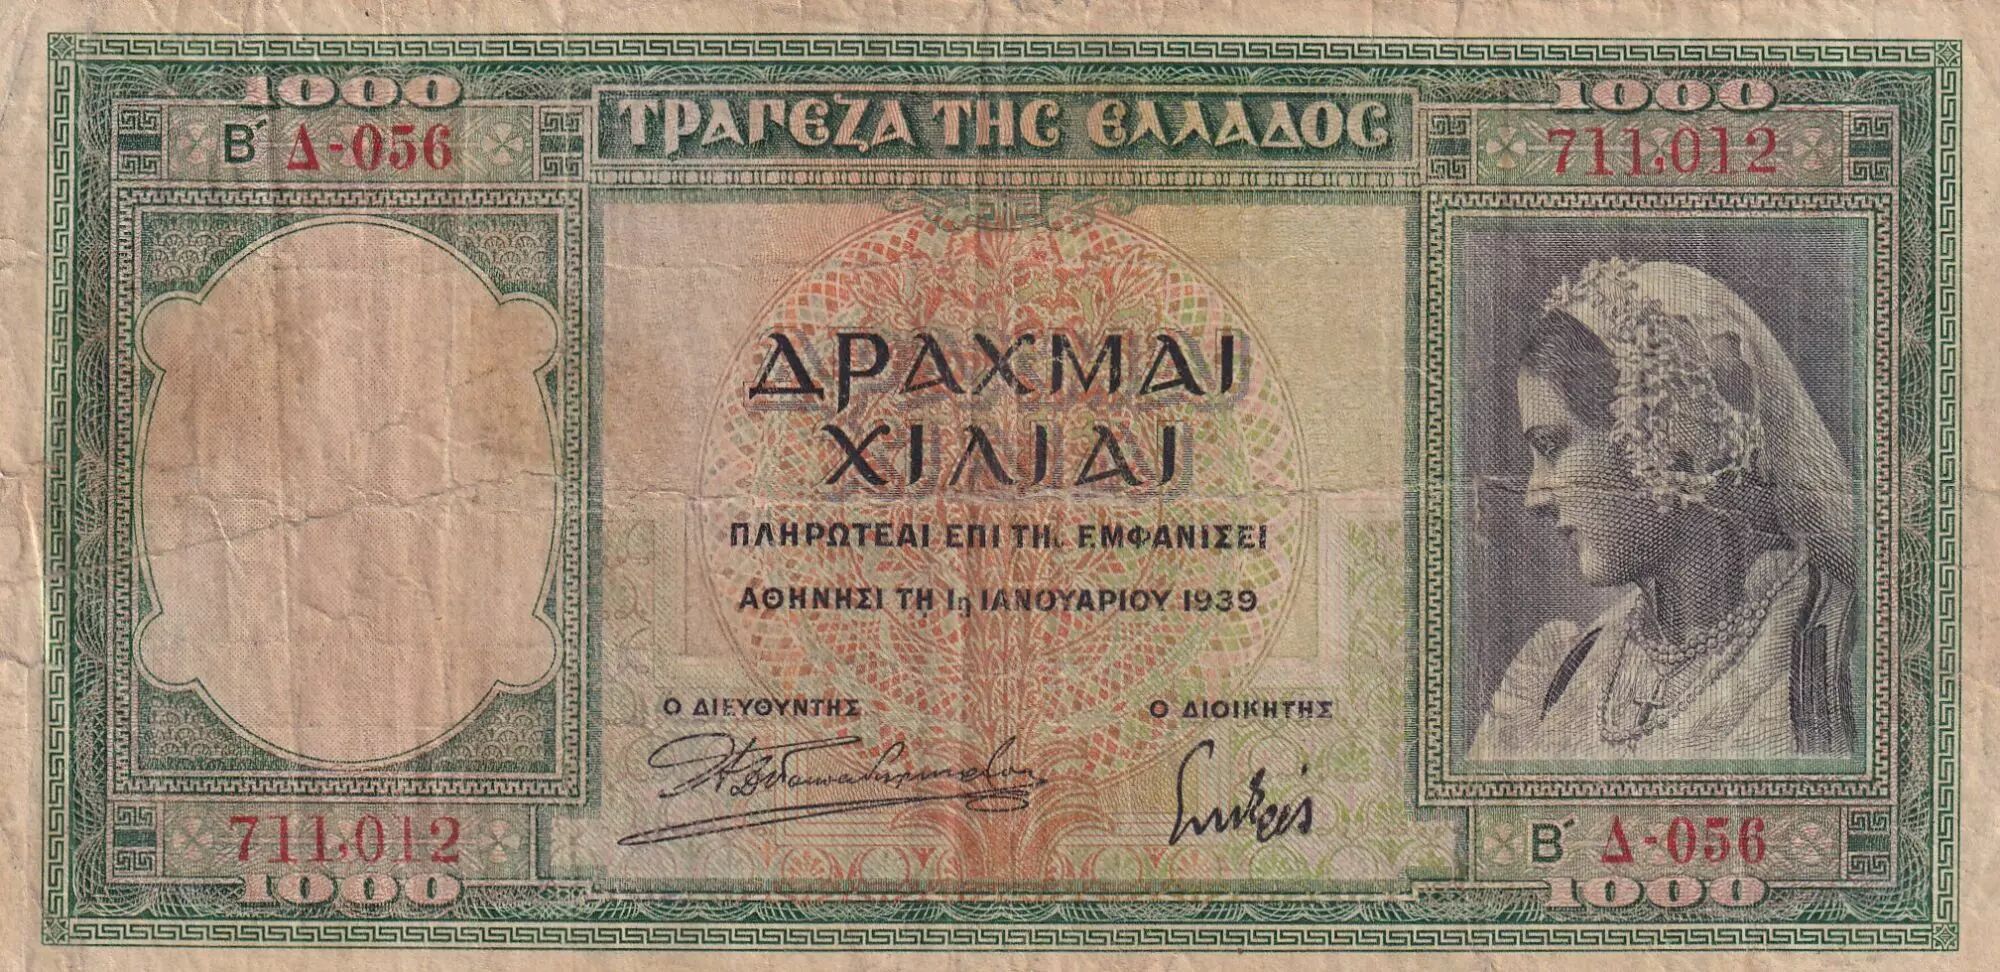 1000
1000
Β΄ Δ-056
ΤΡΑΠΕΖΑ ΤΗΣ ΕΛΛΑΔΟΣ
711,012
ΔΡΑΧΜΑΙ
ΧΙΛΙΑΙ
ΠΛΗΡΩΤΕΑΙ ΕΠΙ ΤΗι ΕΜΦΑΝΙΣΕΙ
ΑΘΗΝΗΣΙ ΤΗ 1η ΙΑΝΟΥΑΡΙΟΥ 1939
Ο ΔΙΕΥΘΥΝΤΗΣ
Ο ΔΙΟΙΚΗΤΗΣ
711,012
Β΄ Δ-056
1000
1000